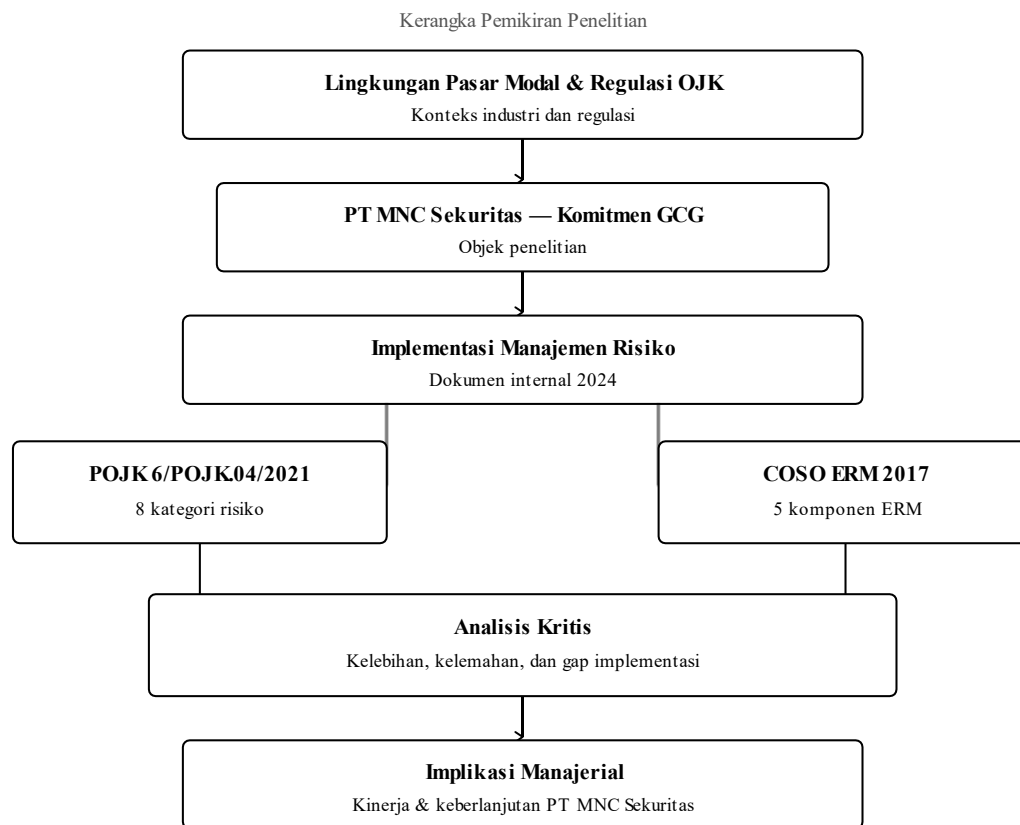 Kerangka Pemikiran Penelitian
Lingkungan Pasar Modal & Regulasi OJK
Konteks industri dan regulasi
PT MNC Sekuritas — Komitmen GCG
Objek penelitian
Implementasi Manajemen Risiko
Dokumen internal 2024
POJK 6/POJK.04/2021
8 kategori risiko
COSO ERM 2017
5 komponen ERM
Analisis Kritis
Kelebihan, kelemahan, dan gap implementasi
Implikasi Manajerial
Kinerja & keberlanjutan PT MNC Sekuritas